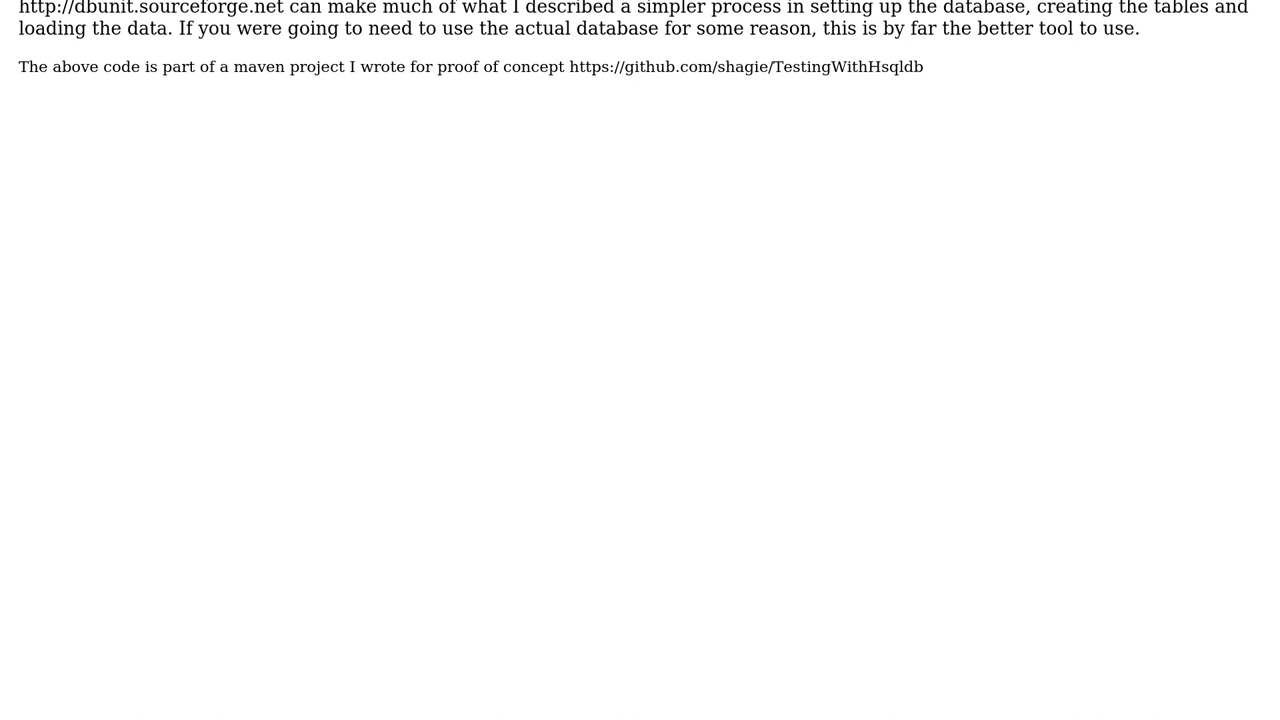 http://dbunit.sourceforge.net can make much of what I described a simpler process in setting up the database, creating the tables and
loading the data. If you were going to need to use the actual database for some reason, this is by far the better tool to use.
The above code is part of a maven project I wrote for proof of concept https://github.com/shagie/TestingWithHsqldb